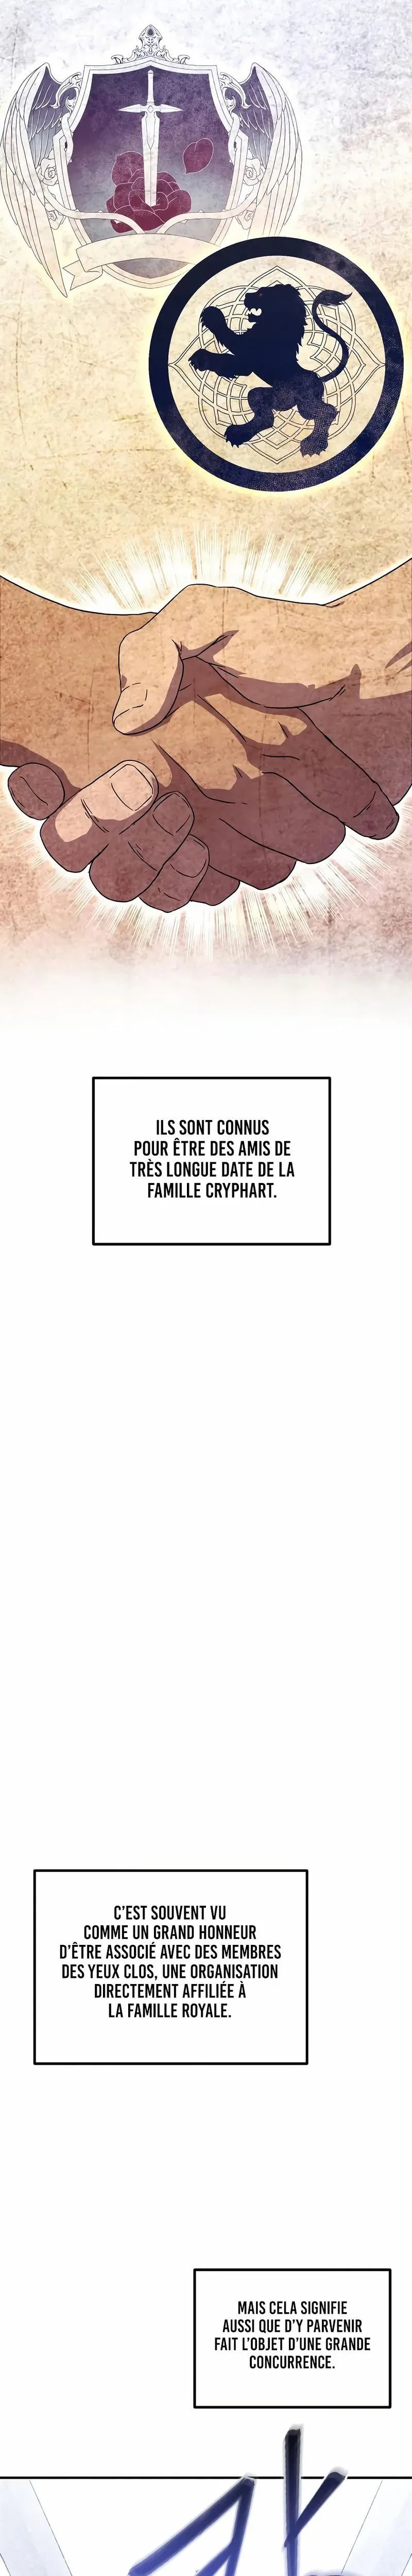 ILS SONT CONNUS
POUR ÊTRE DES AMIS DE
TRÈS LONGUE DATE DE LA
FAMILLE CRYPHART.
C'EST SOUVENT VU
COMME UN GRAND HONNEUR
D'ÊTRE ASSOCIÉ AVEC DES MEMBRES
DES YEUX CLOS, UNE ORGANISATION
DIRECTEMENT AFFILIÉE À
LA FAMILLE ROYALE.
MAIS CELA SIGNIFIE
AUSSI QUE D'Y PARVENIR
FAIT L'OBJET D'UNE GRANDE
CONCURRENCE.